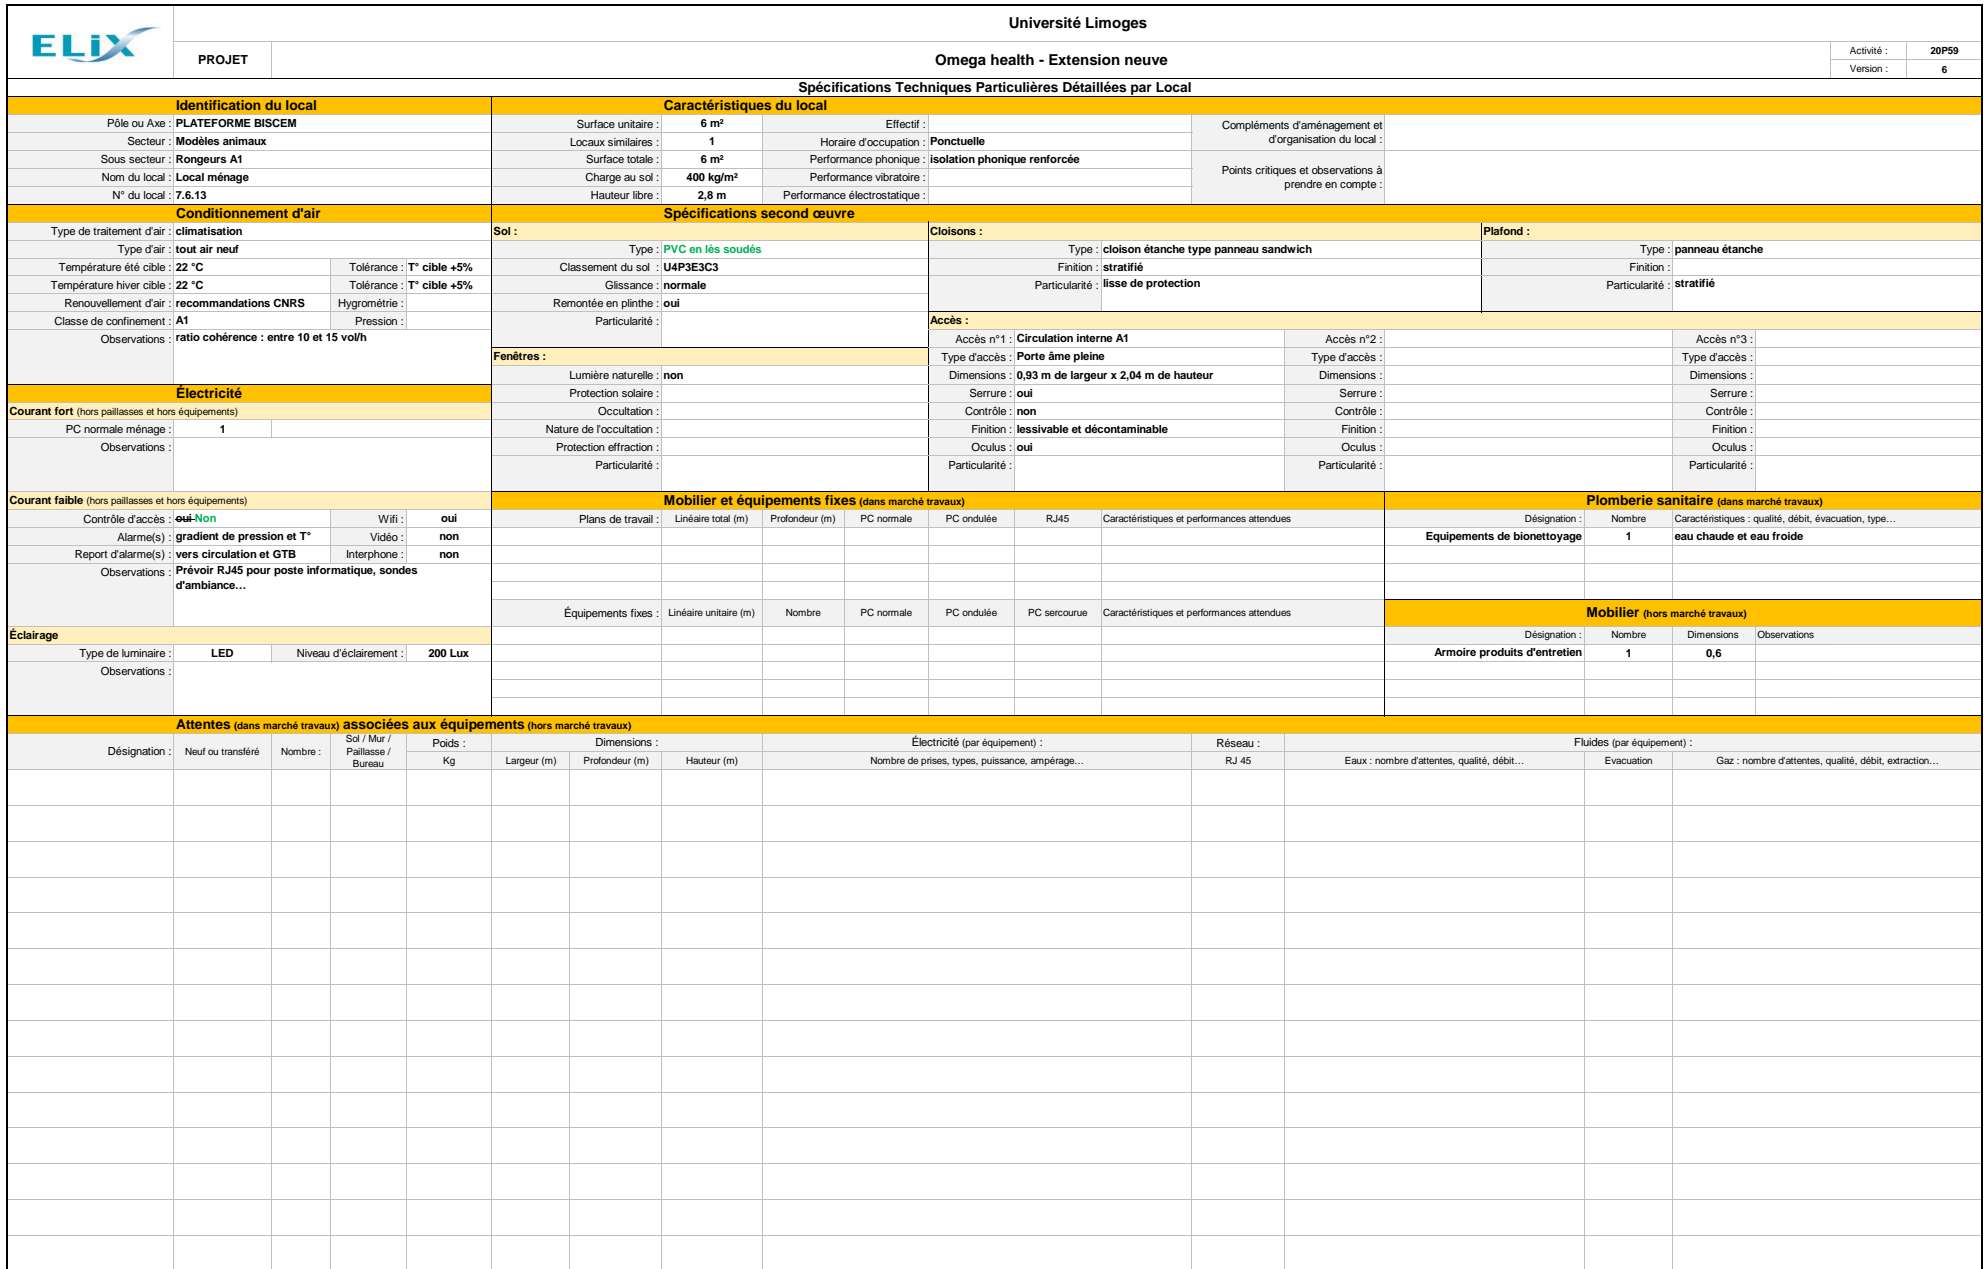 ELiX
Université Limoges
PROJET
Omega health - Extension neuve
Activité : 20P59
Version : 6
Spécifications Techniques Particulières Détaillées par Local
Identification du local
Pôle ou Axe : PLATEFORME BISCEM
Secteur : Modèles animaux
Sous secteur : Rongeurs A1
Nom du local : Local ménage
N° du local : 7.6.13
Caractéristiques du local
Surface unitaire : 6 m²
Locaux similaires : 1
Surface totale : 6 m²
Charge au sol : 400 kg/m²
Hauteur libre : 2,8 m
Effectif :
Horaire d'occupation : Ponctuelle
Performance phonique : isolation phonique renforcée
Performance vibratoire :
Performance électrostatique :
Compléments d'aménagement et
d'organisation du local :
Points critiques et observations à
prendre en compte :
Conditionnement d'air
Type de traitement d'air : climatisation
Type d'air : tout air neuf
Température été cible : 22 °C Tolérance : T° cible +5%
Température hiver cible : 22 °C Tolérance : T° cible +5%
Renouvellement d'air : recommandations CNRS Hygrométrie :
Classe de confinement : A1 Pression :
Observations : ratio cohérence : entre 10 et 15 vol/h
Spécifications second œuvre
Sol :
Type : PVC en lès soudés
Classement du sol : U4P3E3C3
Glissance : normale
Remontée en plinthe : oui
Particularité :
Cloisons :
Type : cloison étanche type panneau sandwich
Finition : stratifié
Particularité : lisse de protection
Plafond :
Type : panneau étanche
Finition :
Particularité : stratifié
Fenêtres :
Lumière naturelle : non
Protection solaire :
Occultation :
Nature de l'occultation :
Protection effraction :
Particularité :
Accès :
Accès n°1 : Circulation interne A1 Accès n°2 : Accès n°3 :
Type d'accès : Porte âme pleine Type d'accès : Type d'accès :
Dimensions : 0,93 m de largeur x 2,04 m de hauteur Dimensions : Dimensions :
Serrure : oui Serrure : Serrure :
Contrôle : non Contrôle : Contrôle :
Finition : lessivable et décontaminable Finition : Finition :
Oculus : oui Oculus : Oculus :
Particularité : Particularité : Particularité :
Électricité
Courant fort (hors paillasses et hors équipements)
PC normale ménage : 1
Observations :
Courant faible (hors paillasses et hors équipements)
Contrôle d'accès : oui Non Wifi : oui
Alarme(s) : gradient de pression et T° Vidéo : non
Report d'alarme(s) : vers circulation et GTB Interphone : non
Observations : Prévoir RJ45 pour poste informatique, sondes
d'ambiance…
Éclairage
Type de luminaire : LED Niveau d'éclairement : 200 Lux
Observations :
Mobilier et équipements fixes (dans marché travaux)
Plans de travail : Linéaire total (m) Profondeur (m) PC normale PC ondulée RJ45 Caractéristiques et performances attendues
Équipements fixes : Linéaire unitaire (m) Nombre PC normale PC ondulée PC sercourue Caractéristiques et performances attendues
Plomberie sanitaire (dans marché travaux)
Désignation : Nombre Caractéristiques : qualité, débit, évacuation, type…
Equipements de bionettoyage 1 eau chaude et eau froide
Mobilier (hors marché travaux)
Désignation : Nombre Dimensions Observations
Armoire produits d'entretien 1 0,6
Attentes (dans marché travaux) associées aux équipements (hors marché travaux)
Désignation : Neuf ou transféré Nombre : Sol / Mur /
Paillasse /
Bureau
Poids : Dimensions : Électricité (par équipement) : Réseau : Fluides (par équipement) :
Kg Largeur (m) Profondeur (m) Hauteur (m) Nombre de prises, types, puissance, ampérage… RJ 45 Eaux : nombre d'attentes, qualité, débit… Evacuation Gaz : nombre d'attentes, qualité, débit, extraction…